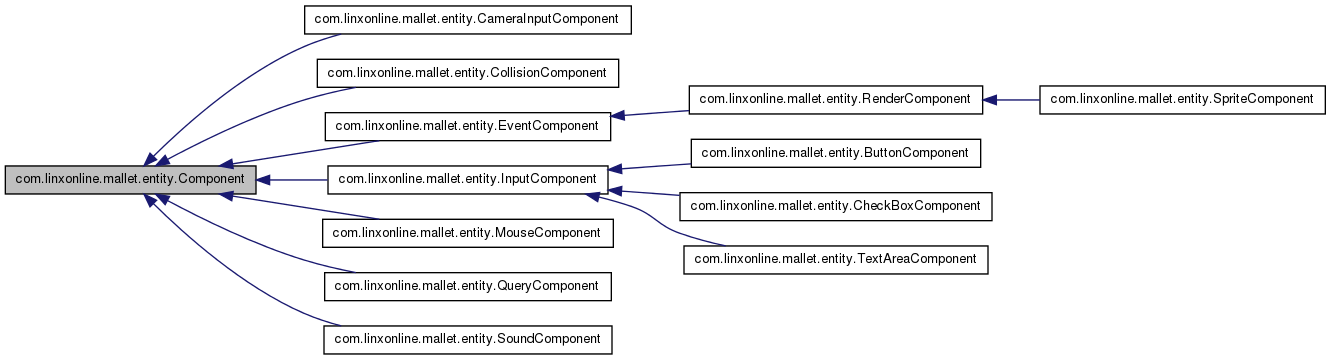 com.linxonline.mallet.entity.CameraInputComponent
com.linxonline.mallet.entity.CollisionComponent
com.linxonline.mallet.entity.RenderComponent
com.linxonline.mallet.entity.SpriteComponent
com.linxonline.mallet.entity.EventComponent
com.linxonline.mallet.entity.ButtonComponent
com.linxonline.mallet.entity.Component
com.linxonline.mallet.entity.InputComponent
com.linxonline.mallet.entity.CheckBoxComponent
com.linxonline.mallet.entity.MouseComponent
com.linxonline.mallet.entity.TextAreaComponent
com.linxonline.mallet.entity.QueryComponent
com.linxonline.mallet.entity.SoundComponent